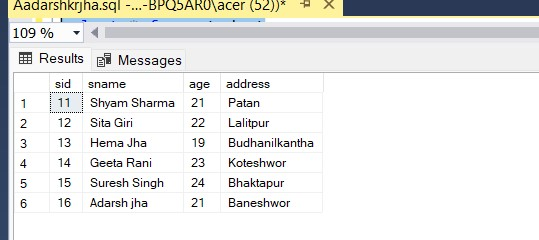 Aadarshkrjha.sql -...-BPQ5AR0\acer (52))*
109 %
Results Messages
sid sname age address
1 11 Shyam Sharma 21 Patan
2 12 Sita Giri 22 Lalitpur
3 13 Hema Jha 19 Budhanilkantha
4 14 Geeta Rani 23 Koteshwor
5 15 Suresh Singh 24 Bhaktapur
6 16 Adarsh jha 21 Baneshwor